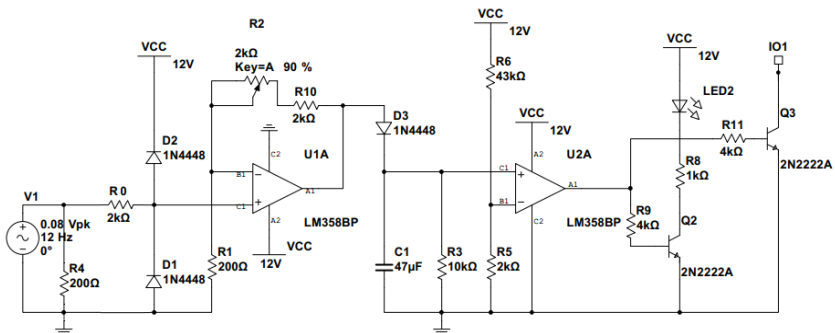 R2
2kΩ
Key=A 90 %
R10
2kΩ
VCC
12V
D2
1N4448
C2
U1A
B1
A1
C1
A2
LM358BP
VCC
12V
V1
0.08 Vpk
12 Hz
0°
R0
2kΩ
R4
200Ω
D1
1N4448
R1
200Ω
D3
1N4448
C1
47µF
R3
10kΩ
VCC
12V
R6
43kΩ
R5
2kΩ
VCC
12V
A2
U2A
C1
A1
B1
C2
LM358BP
VCC
12V
LED2
R8
1kΩ
R9
4kΩ
Q2
2N2222A
R11
4kΩ
IO1
Q3
2N2222A